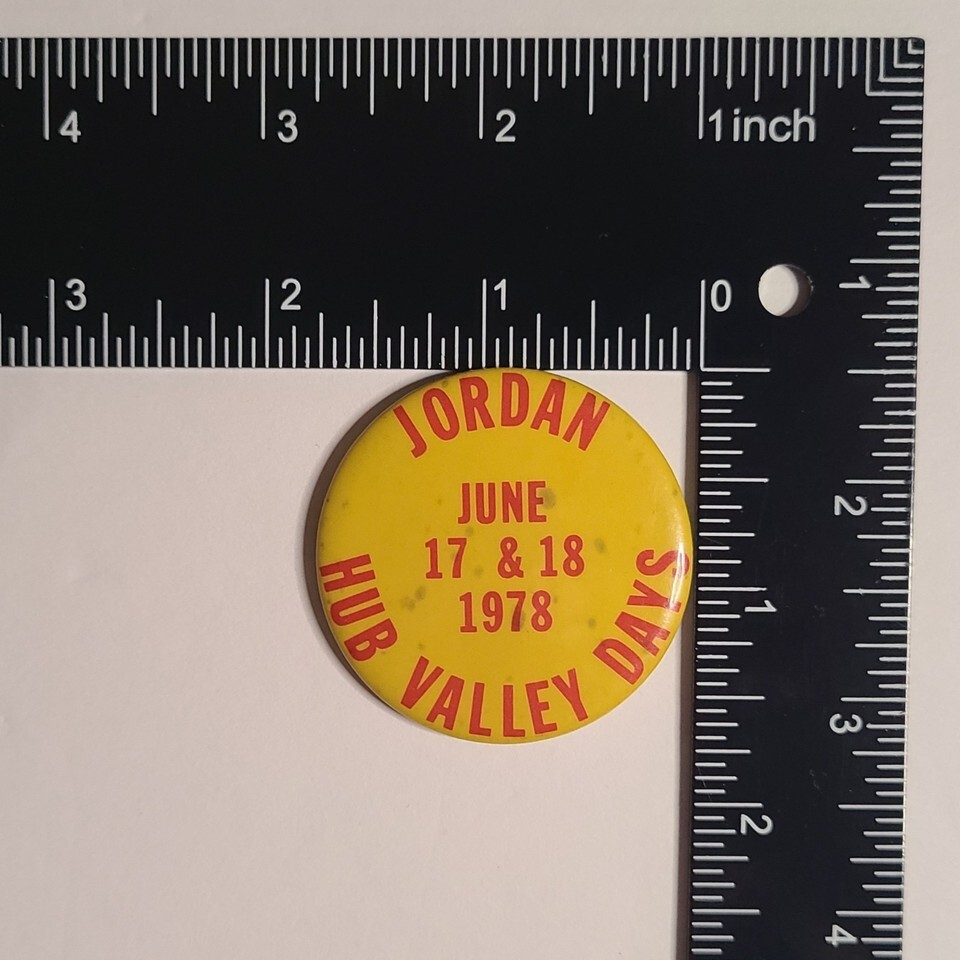 4 3 2 1 inch
3 2 1 0
1
2
3
4
1
2
JORDAN
JUNE
17 & 18
1978
HUB VALLEY DAYS